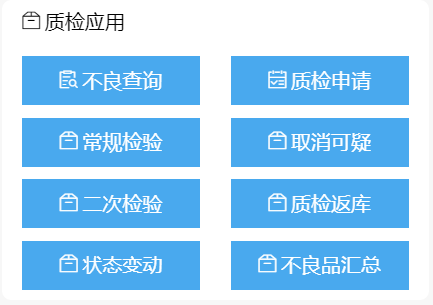 质检应用
不良查询
质检申请
常规检验
取消可疑
二次检验
质检返库
状态变动
不良品汇总